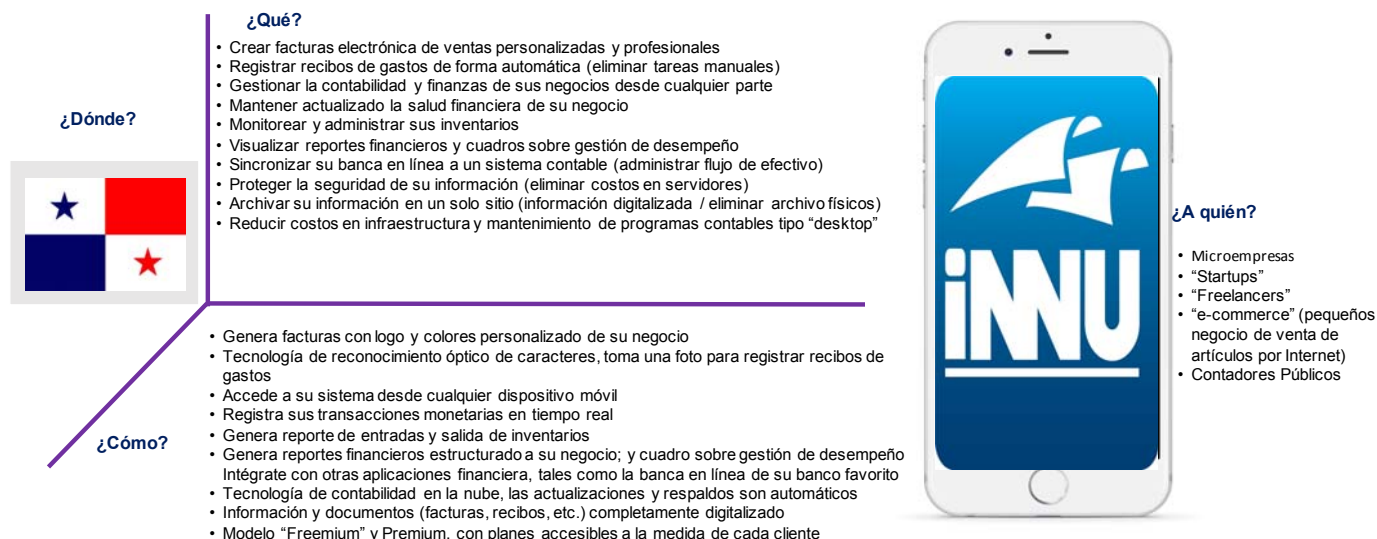 ¿Qué?
• Crear facturas electrónica de ventas personalizadas y profesionales
• Registrar recibos de gastos de forma automática (eliminar tareas manuales)
• Gestionar la contabilidad y finanzas de sus negocios desde cualquier parte
• Mantener actualizado la salud financiera de su negocio
• Monitorear y administrar sus inventarios
• Visualizar reportes financieros y cuadros sobre gestión de desempeño
• Sincronizar su banca en línea a un sistema contable (administrar flujo de efectivo)
• Proteger la seguridad de su información (eliminar costos en servidores)
• Archivar su información en un solo sitio (información digitalizada / eliminar archivo físicos)
• Reducir costos en infraestructura y mantenimiento de programas contables tipo “desktop”
¿Dónde?
¿Cómo?
• Genera facturas con logo y colores personalizado de su negocio
• Tecnología de reconocimiento óptico de caracteres, toma una foto para registrar recibos de
gastos
• Accede a su sistema desde cualquier dispositivo móvil
• Registra sus transacciones monetarias en tiempo real
• Genera reporte de entradas y salida de inventarios
• Genera reportes financieros estructurado a su negocio; y cuadro sobre gestión de desempeño
Intégrate con otras aplicaciones financiera, tales como la banca en línea de su banco favorito
• Tecnología de contabilidad en la nube, las actualizaciones y respaldos son automáticos
• Información y documentos (facturas, recibos, etc.) completamente digitalizado
• Modelo “Freemium” y Premium, con planes accesibles a la medida de cada cliente
iNNU
¿A quién?
• Microempresas
• “Startups”
• “Freelancers”
• “e-commerce” (pequeños
negocio de venta de
artículos por Internet)
• Contadores Públicos